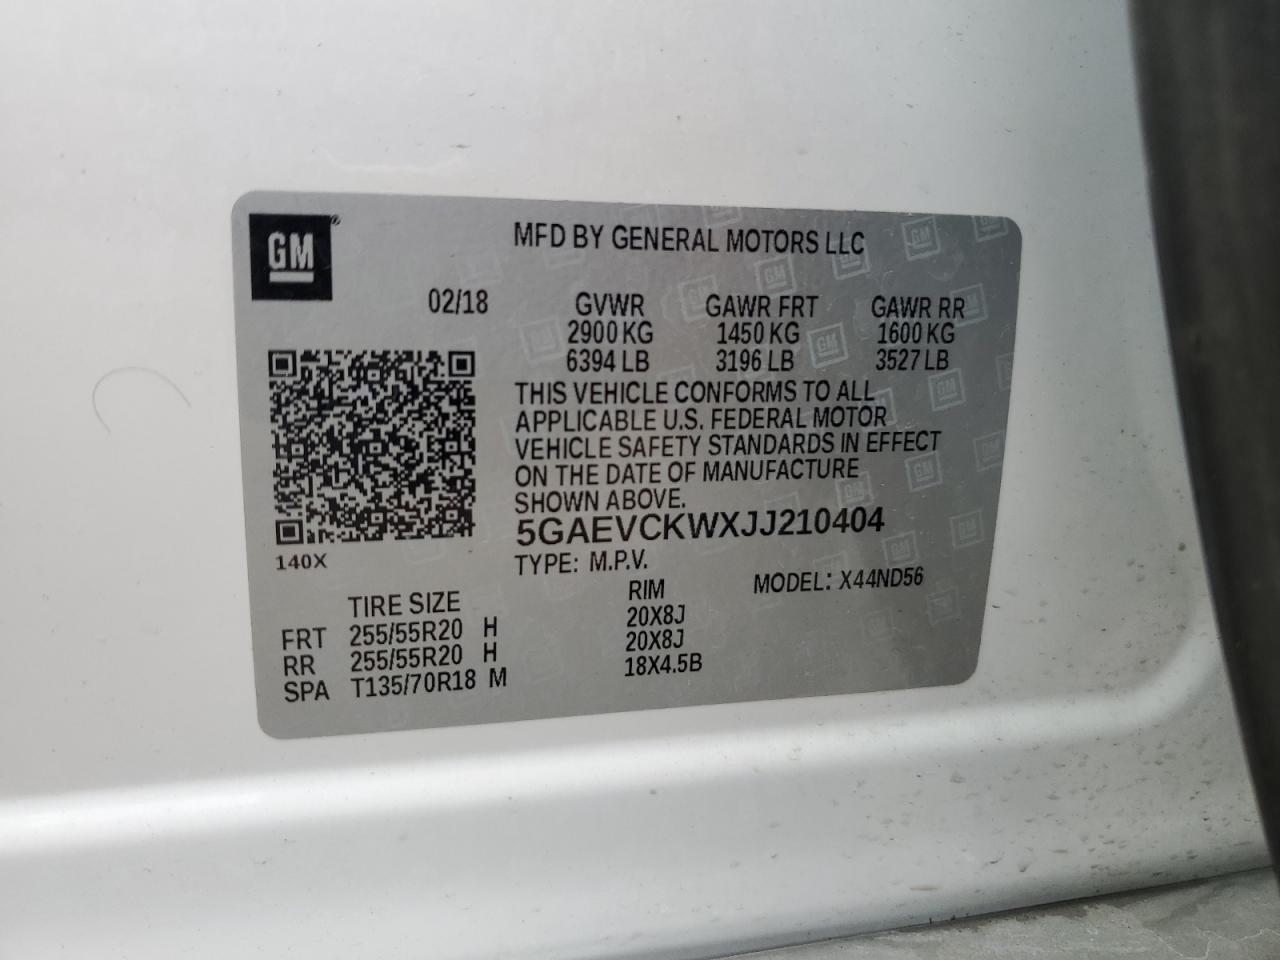 GM®
MFD BY GENERAL MOTORS LLC
02/18 GVWR GAWR FRT GAWR RR
2900 KG 1450 KG 1600 KG
6394 LB 3196 LB 3527 LB
THIS VEHICLE CONFORMS TO ALL
APPLICABLE U.S. FEDERAL MOTOR
VEHICLE SAFETY STANDARDS IN EFFECT
ON THE DATE OF MANUFACTURE
SHOWN ABOVE.
5GAEVCKWXJJ210404
140X
TYPE: M.P.V. MODEL: X44ND56
TIRE SIZE RIM
FRT 255/55R20 H 20X8J
RR 255/55R20 H 20X8J
SPA T135/70R18 M 18X4.5B